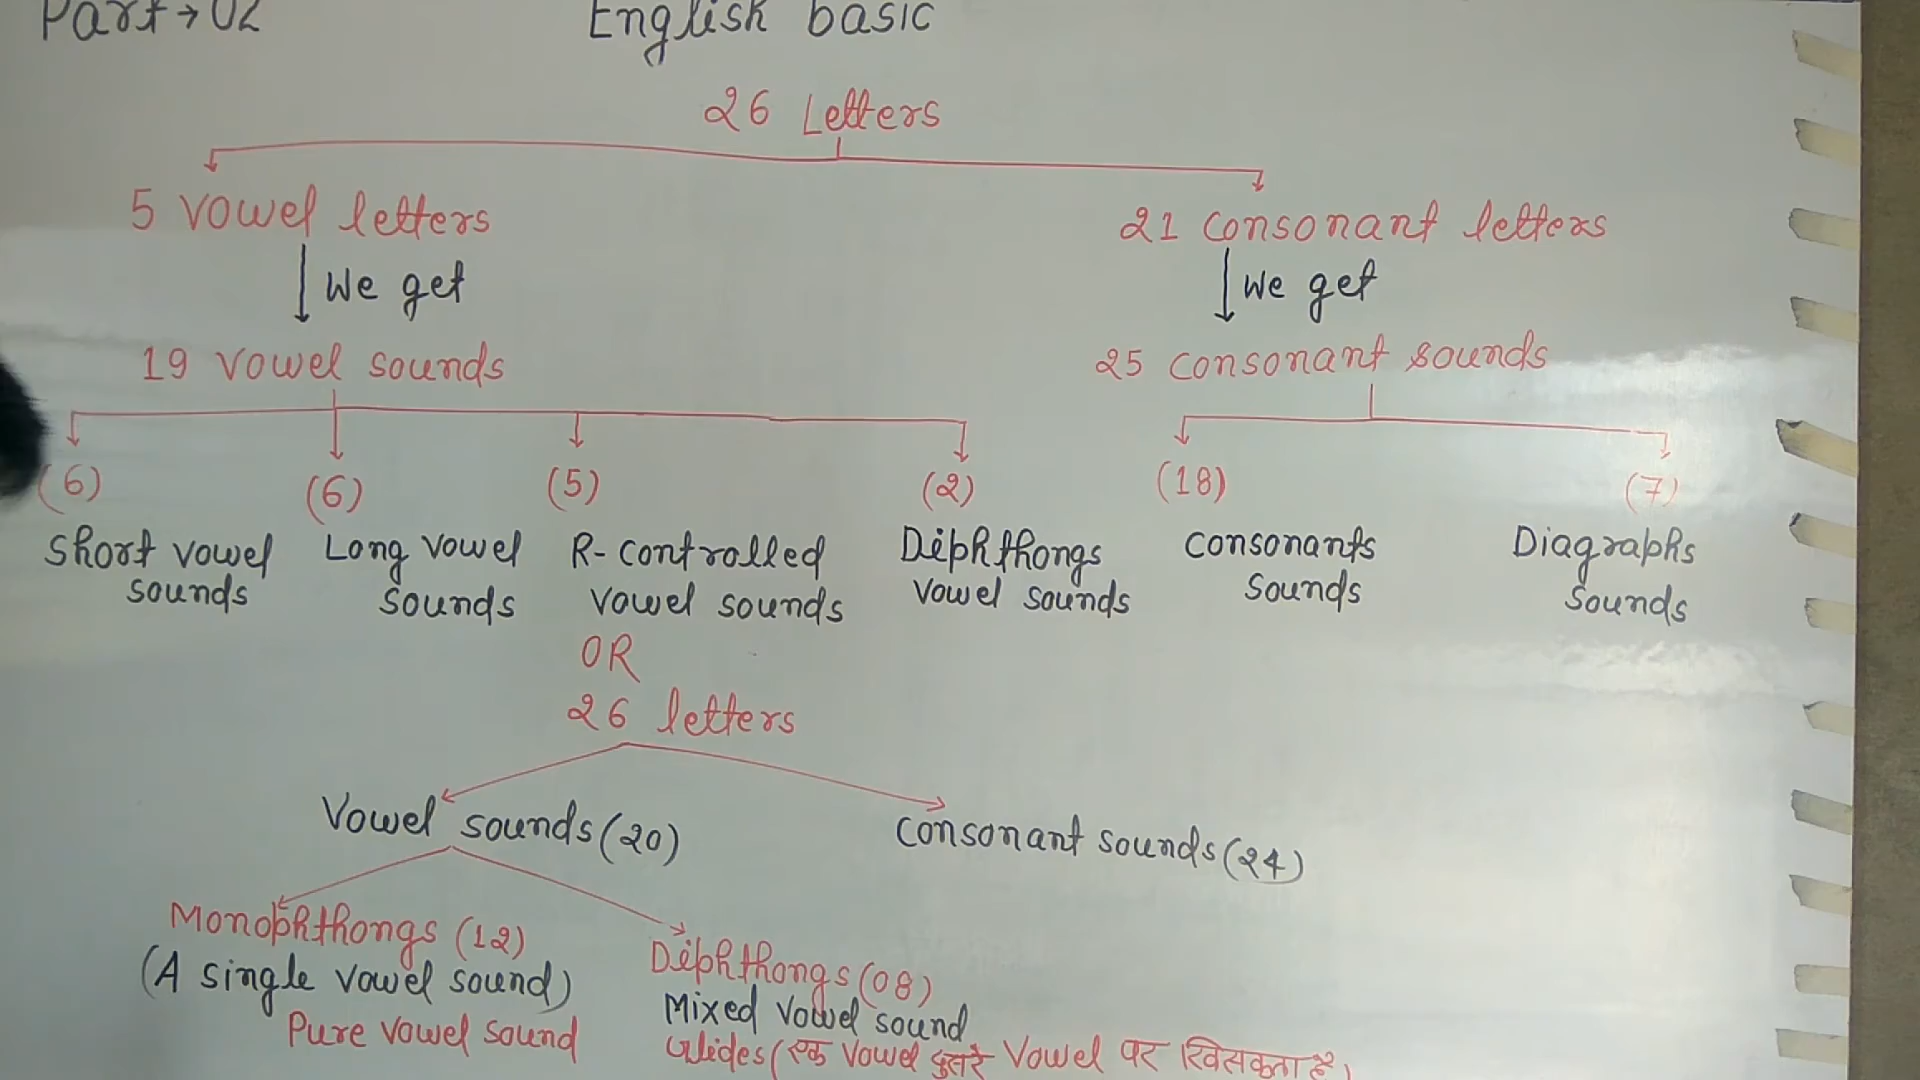 Part → 02 English basic
26 Letters
5 vowel letters 21 consonant letters
We get We get
19 vowel sounds 25 consonant sounds
(6) (6) (5) (2) (18) (7)
Short vowel Long vowel R-controlled Diphthongs consonants Diagraphs
sounds sounds vowel sounds vowel sounds sounds sounds
OR
26 letters
Vowel sounds (20) consonant sounds (24)
Monophthongs (12) Diphthongs (08)
(A single vowel sound) Mixed vowel sound
Pure vowel sound Glides (एक vowel दुसरे vowel पर खिसकता है)